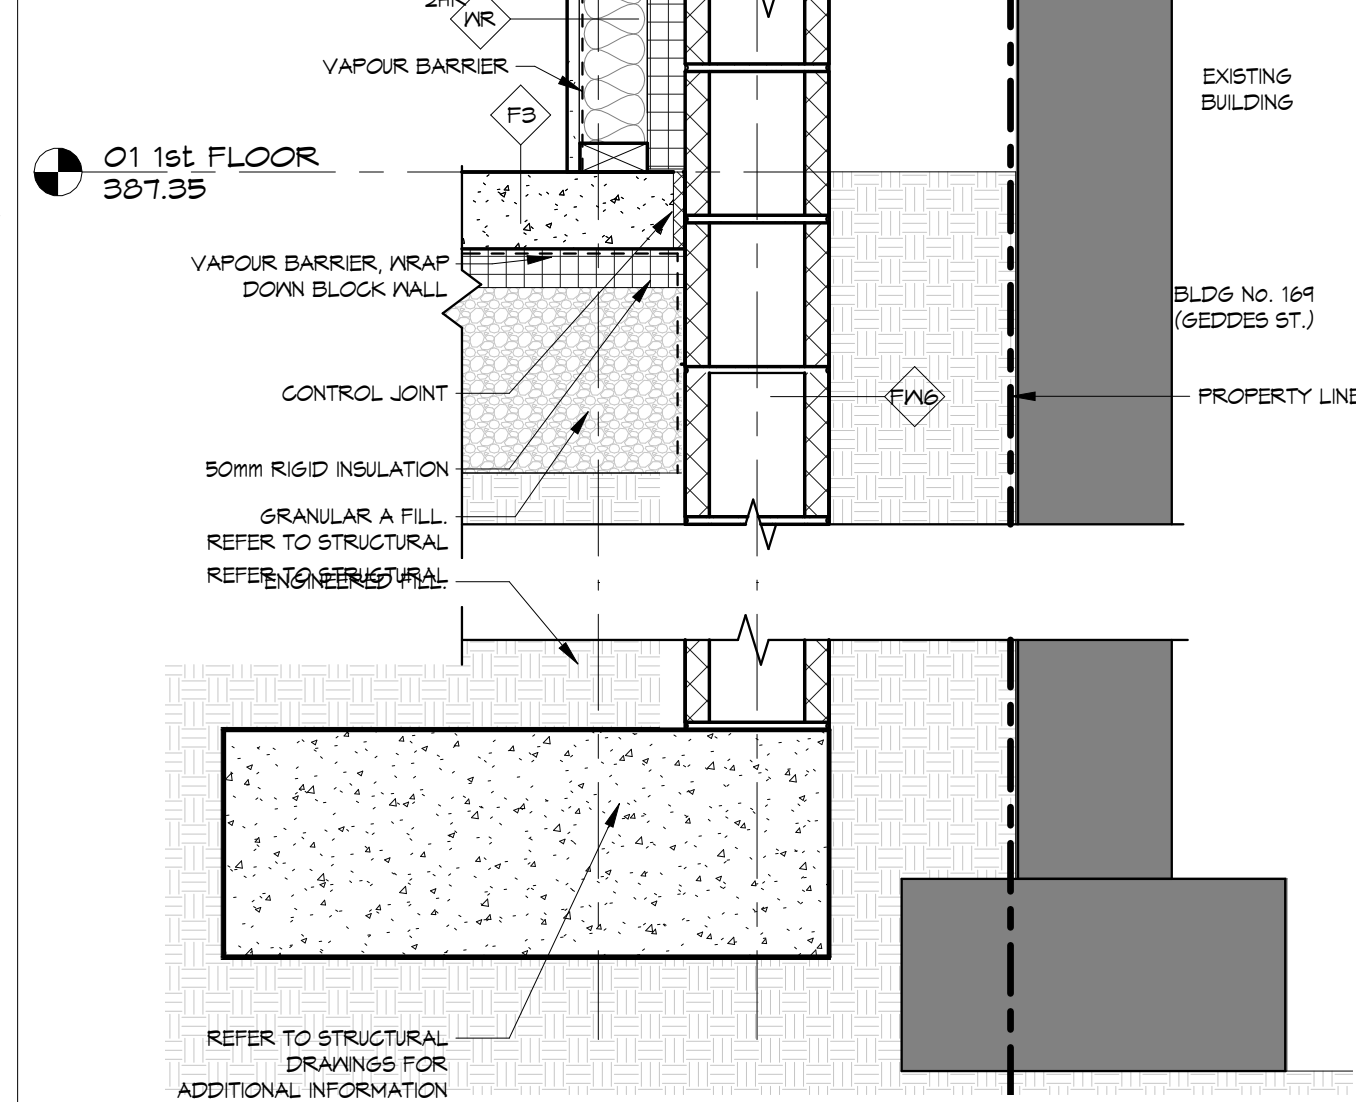 2HR
WR
VAPOUR BARRIER
EXISTING
BUILDING
F3
01 1st FLOOR
387.35
VAPOUR BARRIER, WRAP
DOWN BLOCK WALL
BLDG No. 169
(GEDDES ST.)
CONTROL JOINT
FW6
PROPERTY LINE
50mm RIGID INSULATION
GRANULAR A FILL.
REFER TO STRUCTURAL
REFER TO STRUCTURAL
ENGINEERED FILL.
REFER TO STRUCTURAL
DRAWINGS FOR
ADDITIONAL INFORMATION